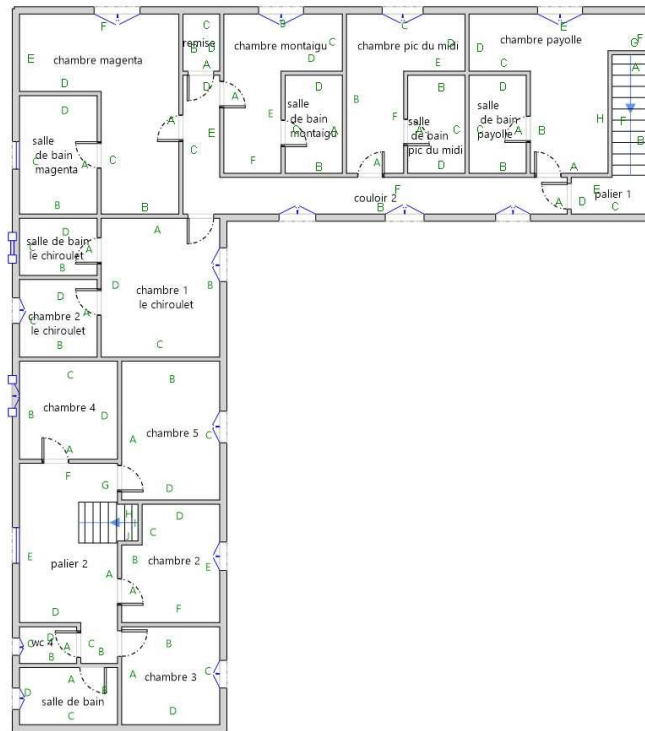 chambre magenta
remise
chambre montaigu
chambre pic du midi
chambre payolle
salle
de bain
magenta
salle
de bain
montaigu
salle
de bain
pic du midi
salle
de bain
payolle
couloir 2
palier 1
salle de bain
le chiroulet
chambre 1
le chiroulet
chambre 2
le chiroulet
chambre 4
chambre 5
palier 2
chambre 2
wc 4
chambre 3
salle de bain